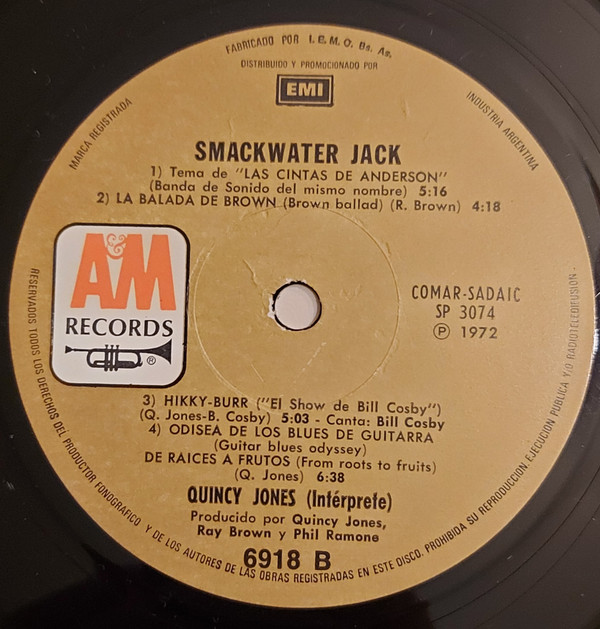 FABRICADO POR I.E.M.O. Bs. As.
DISTRIBUIDO Y PROMOCIONADO POR
EMI
MARCA REGISTRADA
INDUSTRIA ARGENTINA
SMACKWATER JACK
1) Tema de "LAS CINTAS DE ANDERSON"
(Banda de Sonido del mismo nombre) 5:16
2) LA BALADA DE BROWN (Brown ballad) (R. Brown) 4:18
A&M
RECORDS
®
COMAR-SADAIC
SP 3074
Ⓟ 1972
3) HIKKY-BURR ("El Show de Bill Cosby")
(Q. Jones-B. Cosby) 5:03 - Canta: Bill Cosby
4) ODISEA DE LOS BLUES DE GUITARRA
(Guitar blues odyssey)
DE RAICES A FRUTOS (From roots to fruits)
(Q. Jones) 6:38
QUINCY JONES (Intérprete)
Producido por Quincy Jones,
Ray Brown y Phil Ramone
6918 B
RESERVADOS TODOS LOS DERECHOS DEL PRODUCTOR FONOGRAFICO Y DE LOS AUTORES DE LAS OBRAS REGISTRADAS EN ESTE DISCO. PROHIBIDA SU REPRODUCCION, EJECUCION PUBLICA Y/O RADIOTELEDIFUSION -